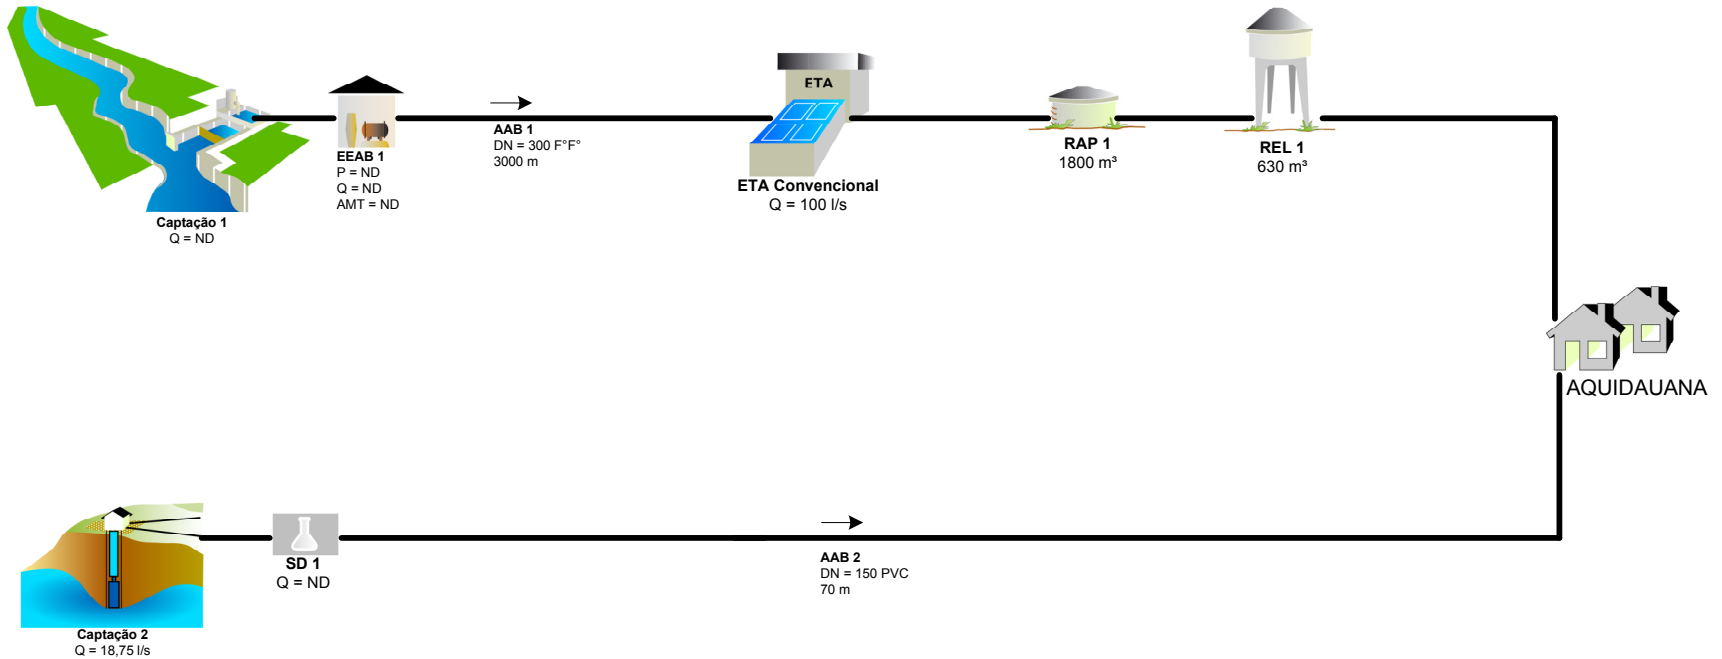 ETA
AAB 1
DN = 300 F°F°
3000 m
EEAB 1
P = ND
Q = ND
AMT = ND
Captação 1
Q = ND
ETA Convencional
Q = 100 l/s
RAP 1
1800 m³
REL 1
630 m³
AQUIDAUANA
SD 1
Q = ND
AAB 2
DN = 150 PVC
70 m
Captação 2
Q = 18,75 l/s